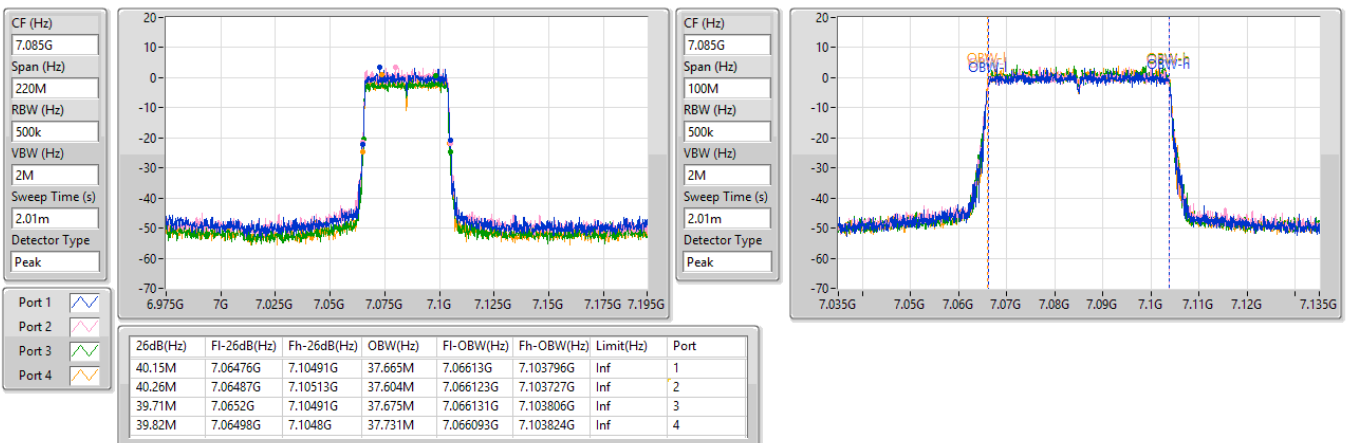 CF (Hz)
7.085G
Span (Hz)
220M
RBW (Hz)
500k
VBW (Hz)
2M
Sweep Time (s)
2.01m
Detector Type
Peak
20
10
0
-10
-20
-30
-40
-50
-60
-70
6.975G 7G 7.025G 7.05G 7.075G 7.1G 7.125G 7.15G 7.175G 7.195G
CF (Hz)
7.085G
Span (Hz)
100M
RBW (Hz)
500k
VBW (Hz)
2M
Sweep Time (s)
2.01m
Detector Type
Peak
20
10
0
-10
-20
-30
-40
-50
-60
-70
OBW-l OBW-h
7.035G 7.05G 7.06G 7.07G 7.08G 7.09G 7.1G 7.11G 7.12G 7.135G
Port 1
Port 2
Port 3
Port 4
26dB(Hz) Fl-26dB(Hz) Fh-26dB(Hz) OBW(Hz) Fl-OBW(Hz) Fh-OBW(Hz) Limit(Hz) Port
40.15M 7.06476G 7.10491G 37.665M 7.06613G 7.103796G Inf 1
40.26M 7.06487G 7.10513G 37.604M 7.066123G 7.103727G Inf 2
39.71M 7.0652G 7.10491G 37.675M 7.066131G 7.103806G Inf 3
39.82M 7.06498G 7.1048G 37.731M 7.066093G 7.103824G Inf 4